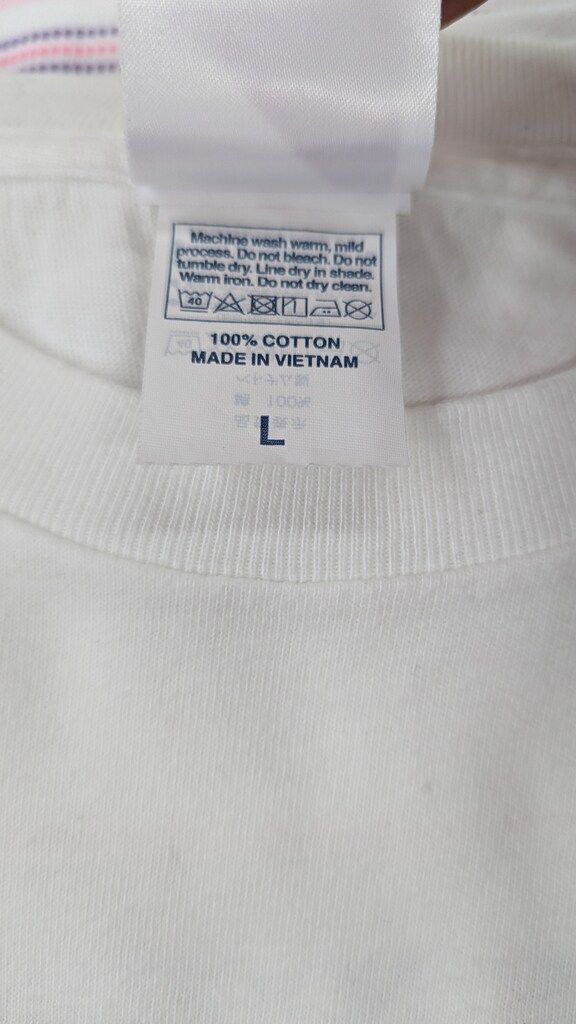 Machine wash warm, mild
process. Do not bleach. Do not
tumble dry. Line dry in shade.
Warm iron. Do not dry clean.
40
100% COTTON
MADE IN VIETNAM
L